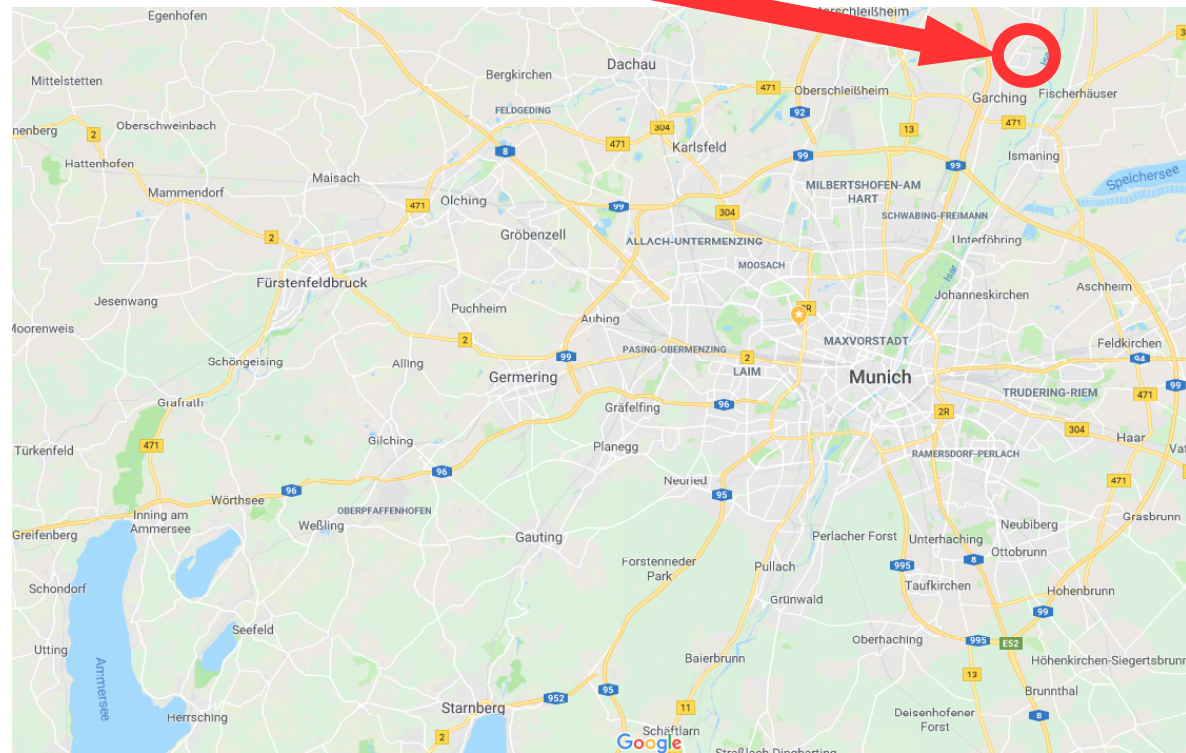 Egenhofen
Dachau
Bergkirchen
Mittelstetten
471
Oberschleißheim
Garching
Fischerhäuser
FELDGEDING
92
304
13
471
2
Oberschweinbach
471
Karlsfeld
8
99
99
Ismaning
Hattenhofen
Maisach
Speichersee
Mammendorf
MILBERTSHOFEN-AM
HART
471
Olching
99
304
SCHWABING-FREIMANN
2
Gröbenzell
ALLACH-UNTERMENZING
Unterföhring
MOOSACH
Isar
Fürstenfeldbruck
Aschheim
Johanneskirchen
Jesenwang
Puchheim
Aubing
Moorenweis
2
MAXVORSTADT
Feldkirchen
PASING-OBERMENZING
2
99
94
Schöngeising
Alling
LAIM
Germering
Munich
99
TRUDERING-RIEM
471
Grafrath
Gräfelfing
96
2R
304
Gilching
Planegg
Haar
471
Türkenfeld
RAMERSDORF-PERLACH
96
Neuried
471
96
95
Wörthsee
OBERPFAFFENHOFEN
Inning am
Ammersee
Weßling
Neubiberg
Grasbrunn
Greifenberg
Gauting
Perlacher Forst
Unterhaching
Ottobrunn
8
Forstenrieder
Park
Pullach
995
Schondorf
Taufkirchen
Hohenbrunn
Grünwald
99
Seefeld
Oberhaching
995
E52
Utting
Baierbrunn
Höhenkirchen-Siegertsbrunn
Ammersee
13
95
952
Brunnthal
Starnberg
11
Herrsching
Deisenhofener
Forst
8
2
Schäftlarn
Google